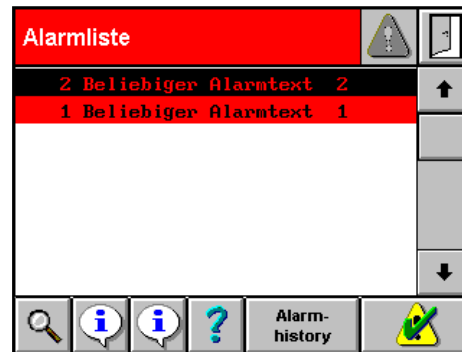 Alarmliste
2 Beliebiger Alarmtext 2
1 Beliebiger Alarmtext 1
Alarm-
history